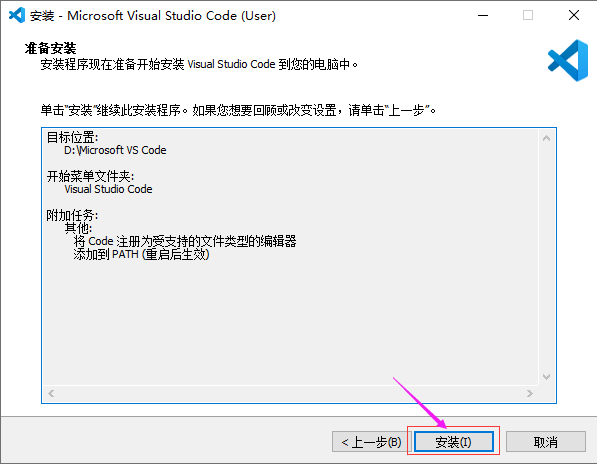 安装 - Microsoft Visual Studio Code (User)
准备安装
安装程序现在准备开始安装 Visual Studio Code 到您的电脑中。
单击“安装”继续此安装程序。如果您想要回顾或改变设置，请单击“上一步”。
目标位置:
D:\Microsoft VS Code
开始菜单文件夹:
Visual Studio Code
附加任务:
其他:
将 Code 注册为受支持的文件类型的编辑器
添加到 PATH (重启后生效)
< 上一步(B) 安装(I) 取消